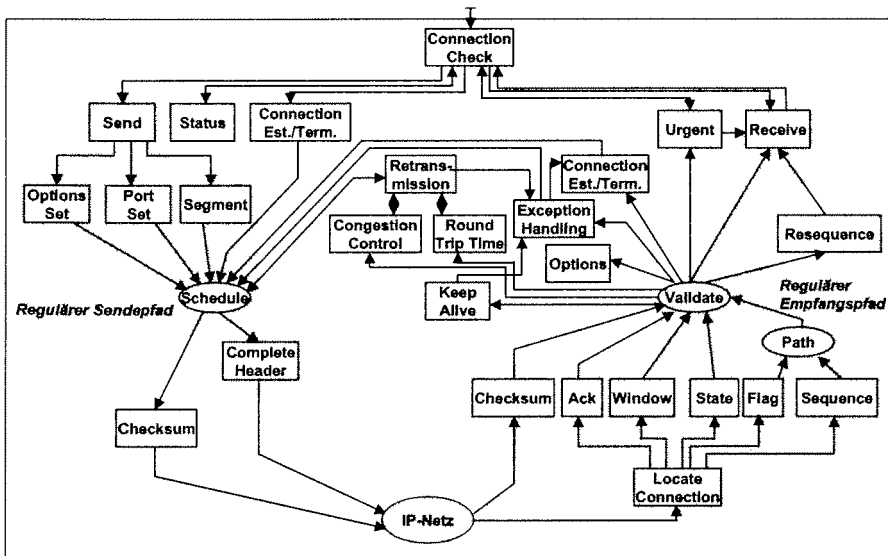 Connection
Check
Send
Status
Connection
Est./Term.
Urgent
Receive
Options
Set
Port
Set
Segment
Retrans-
mission
Connection
Est./Term.
Congestion
Control
Round
Trip Time
Exception
Handling
Resequence
Options
Regulärer Sendepfad
Schedule
Keep
Alive
Validate
Regulärer
Empfangspfad
Path
Complete
Header
Checksum
Checksum
Ack
Window
State
Flag
Sequence
Locate
Connection
IP-Netz